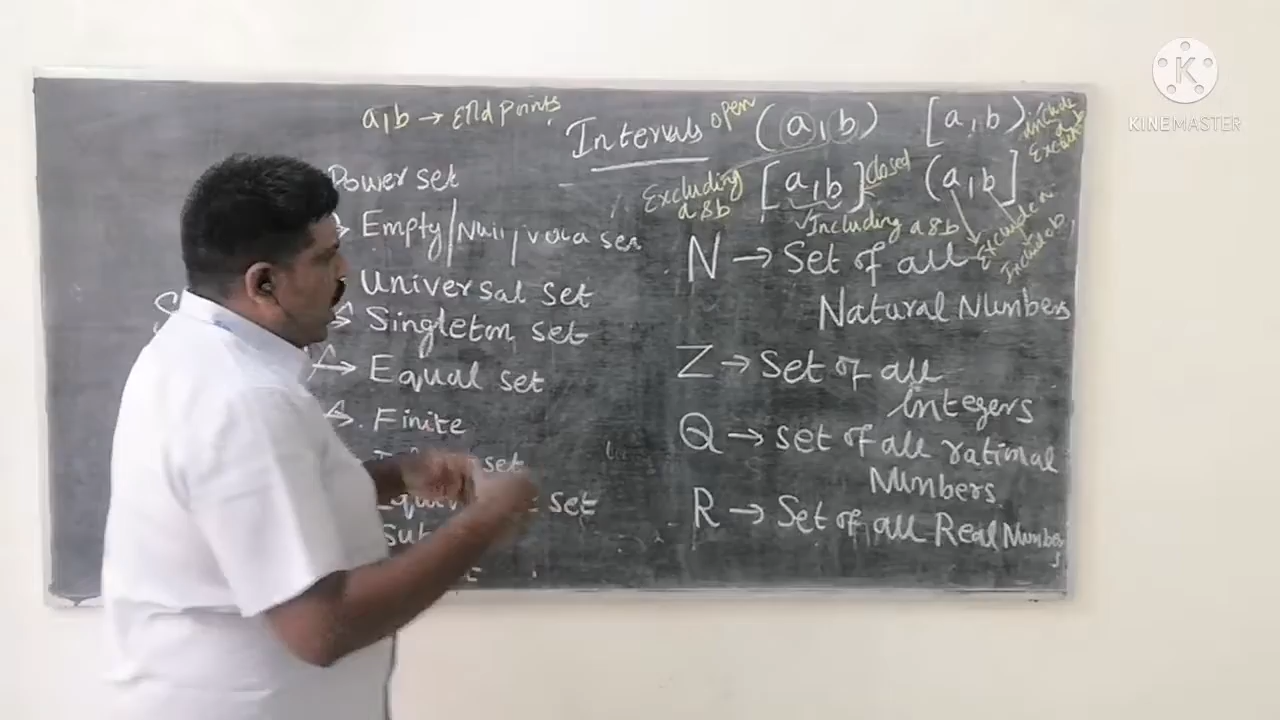 a,b → End points
Intervals
open (a,b)
[a,b) include a & Exclude b
Excluding a & b
[a,b] closed
(a,b]
√Including a & b
Exclude a
Include b
Power set
Empty/Null/void set
Universal set
Singleton set
Equal set
Finite
set
set
N → Set of all
Natural Numbers
Z → Set of all
Integers
Q → set of all rational
Numbers
R → Set of all Real Numbers
KINEMASTER